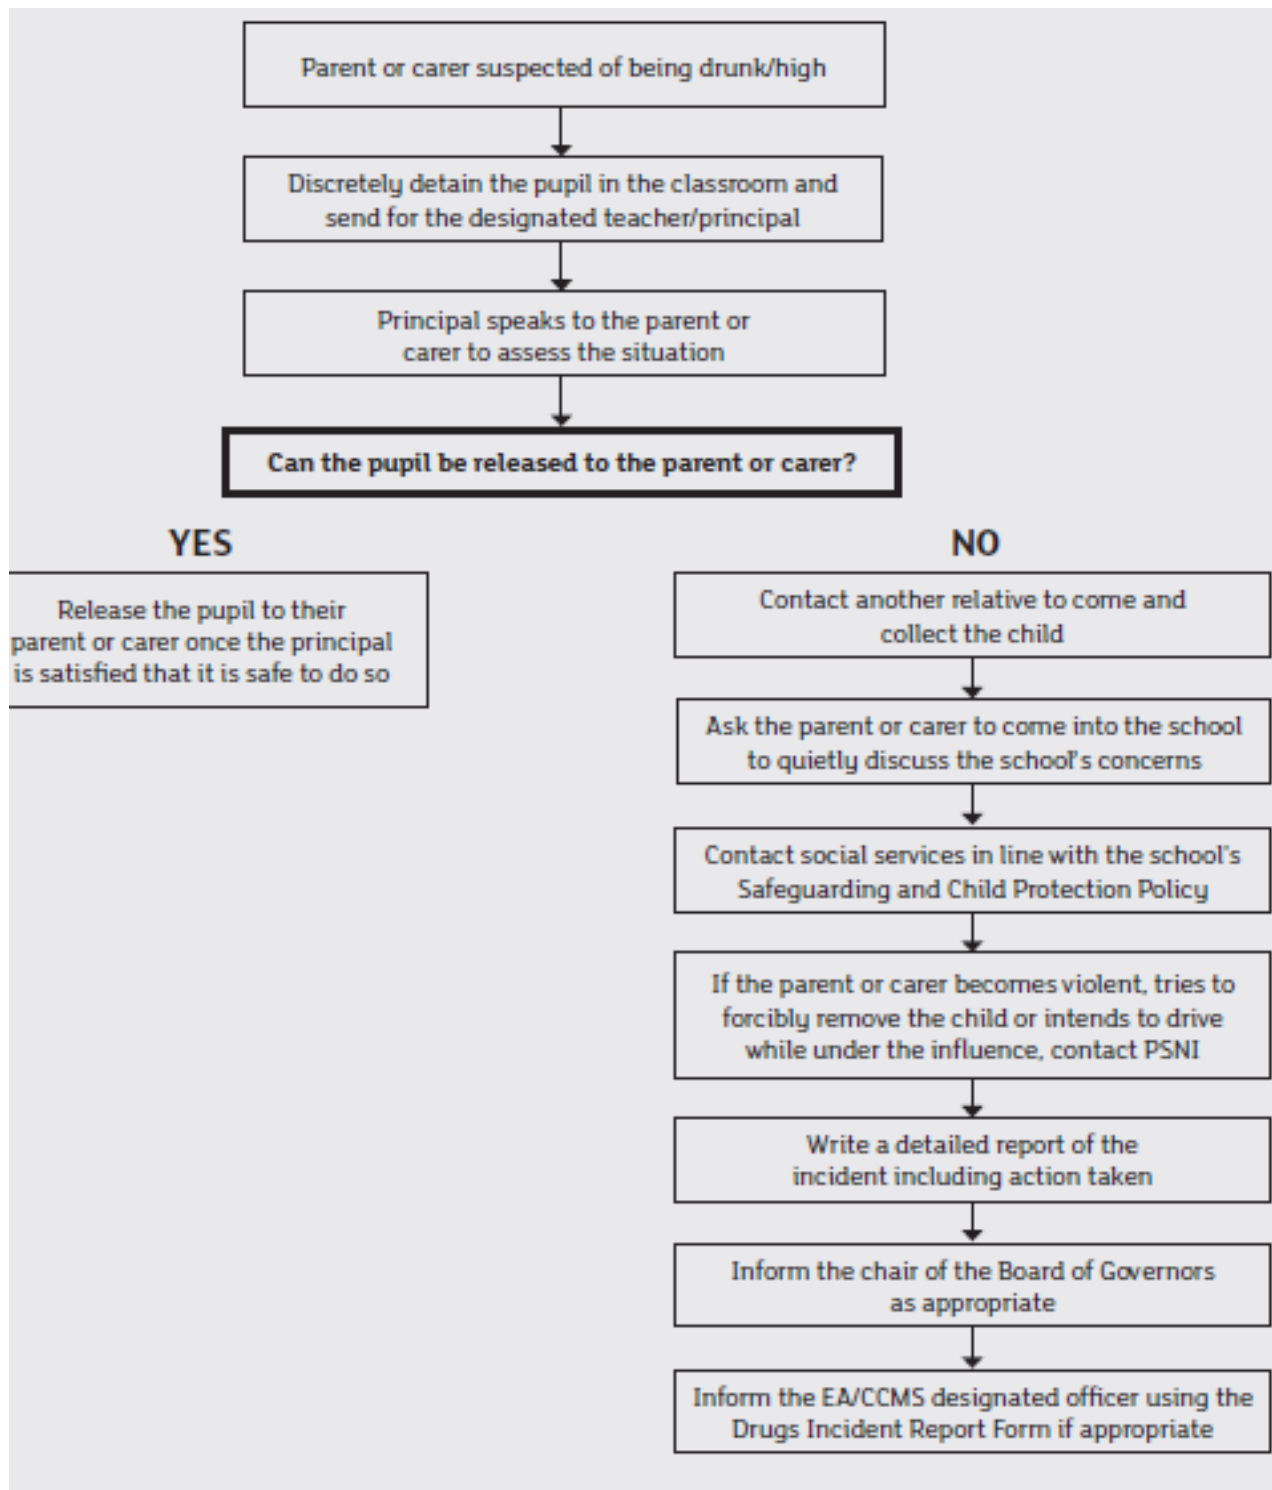 Parent or carer suspected of being drunk/high
Discretely detain the pupil in the classroom and
send for the designated teacher/principal
Principal speaks to the parent or
carer to assess the situation
Can the pupil be released to the parent or carer?
YES
Release the pupil to their
parent or carer once the principal
is satisfied that it is safe to do so
NO
Contact another relative to come and
collect the child
Ask the parent or carer to come into the school
to quietly discuss the school's concerns
Contact social services in line with the school's
Safeguarding and Child Protection Policy
If the parent or carer becomes violent, tries to
forcibly remove the child or intends to drive
while under the influence, contact PSNI
Write a detailed report of the
incident including action taken
Inform the chair of the Board of Governors
as appropriate
Inform the EA/CCMS designated officer using the
Drugs Incident Report Form if appropriate